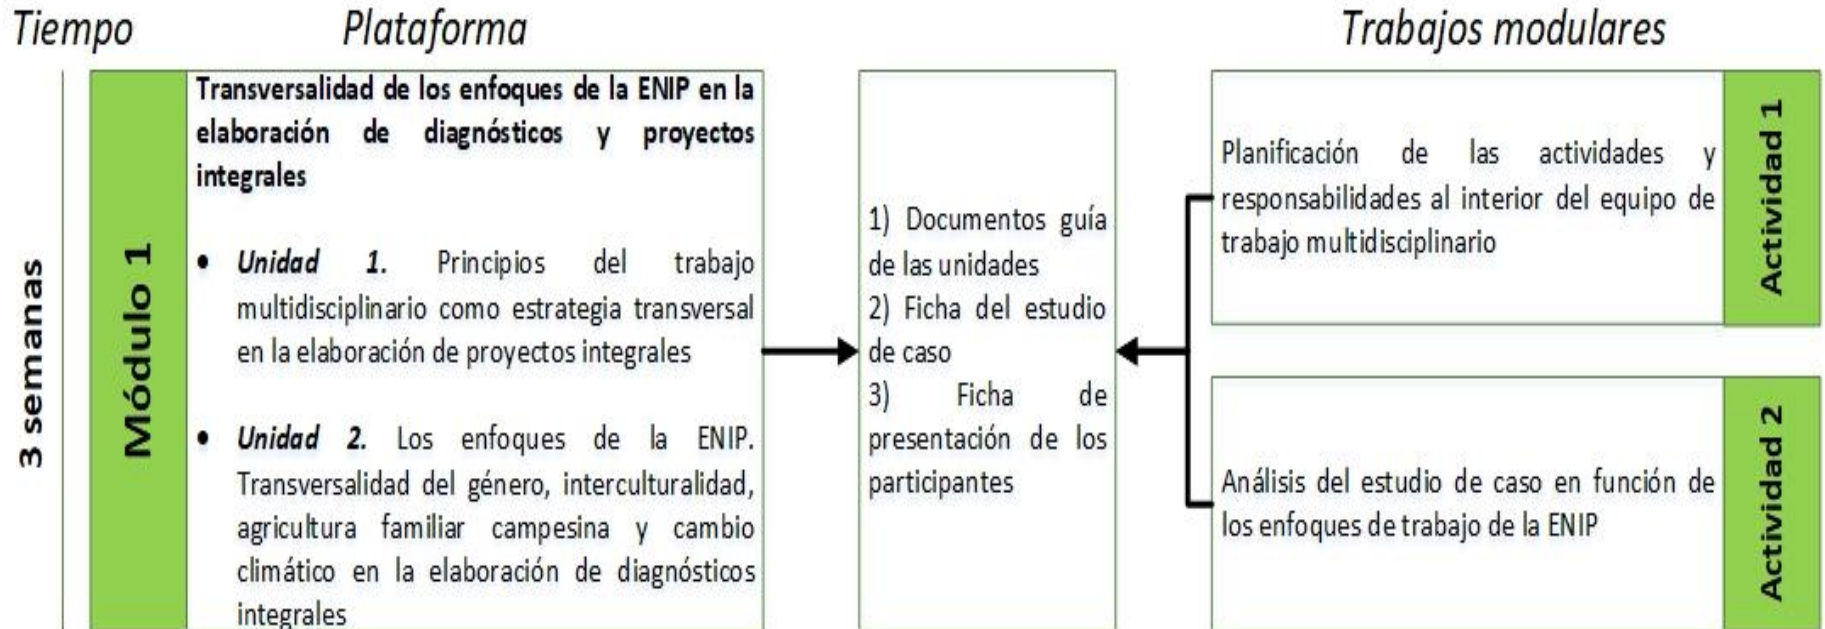 Tiempo
Plataforma
Trabajos modulares
3 semanas
Módulo 1
Transversalidad de los enfoques de la ENIP en la
elaboración de diagnósticos y proyectos
integrales
• Unidad 1. Principios del trabajo
multidisciplinario como estrategia transversal
en la elaboración de proyectos integrales
• Unidad 2. Los enfoques de la ENIP.
Transversalidad del género, interculturalidad,
agricultura familiar campesina y cambio
climático en la elaboración de diagnósticos
integrales
1) Documentos guía
de las unidades
2) Ficha del estudio
de caso
3) Ficha de
presentación de los
participantes
Planificación de las actividades y
responsabilidades al interior del equipo de
trabajo multidisciplinario
Actividad 1
Análisis del estudio de caso en función de
los enfoques de trabajo de la ENIP
Actividad 2